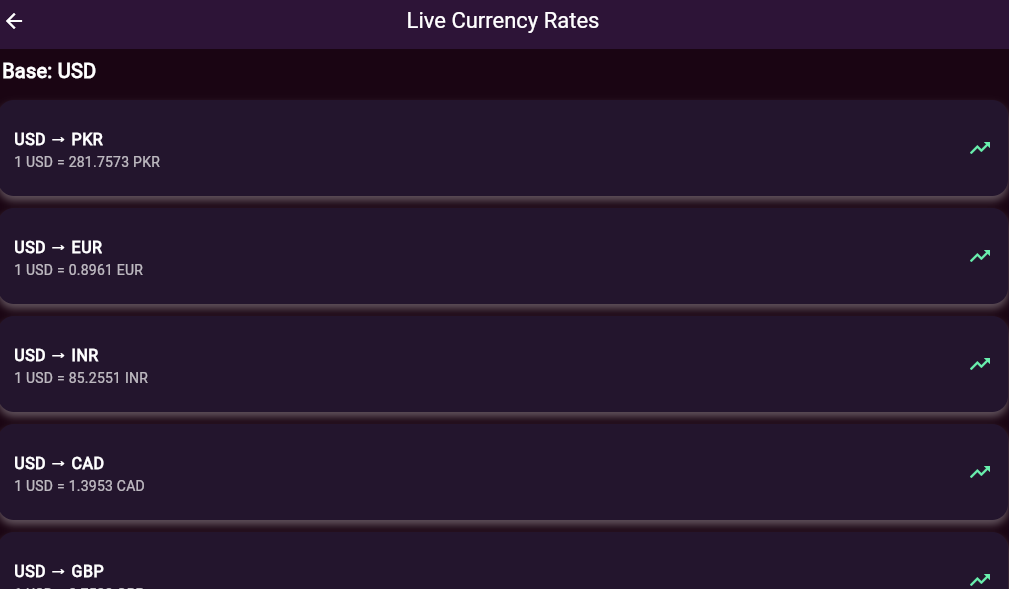 Live Currency Rates
Base: USD
USD → PKR
1 USD = 281.7573 PKR
USD → EUR
1 USD = 0.8961 EUR
USD → INR
1 USD = 85.2551 INR
USD → CAD
1 USD = 1.3953 CAD
USD → GBP